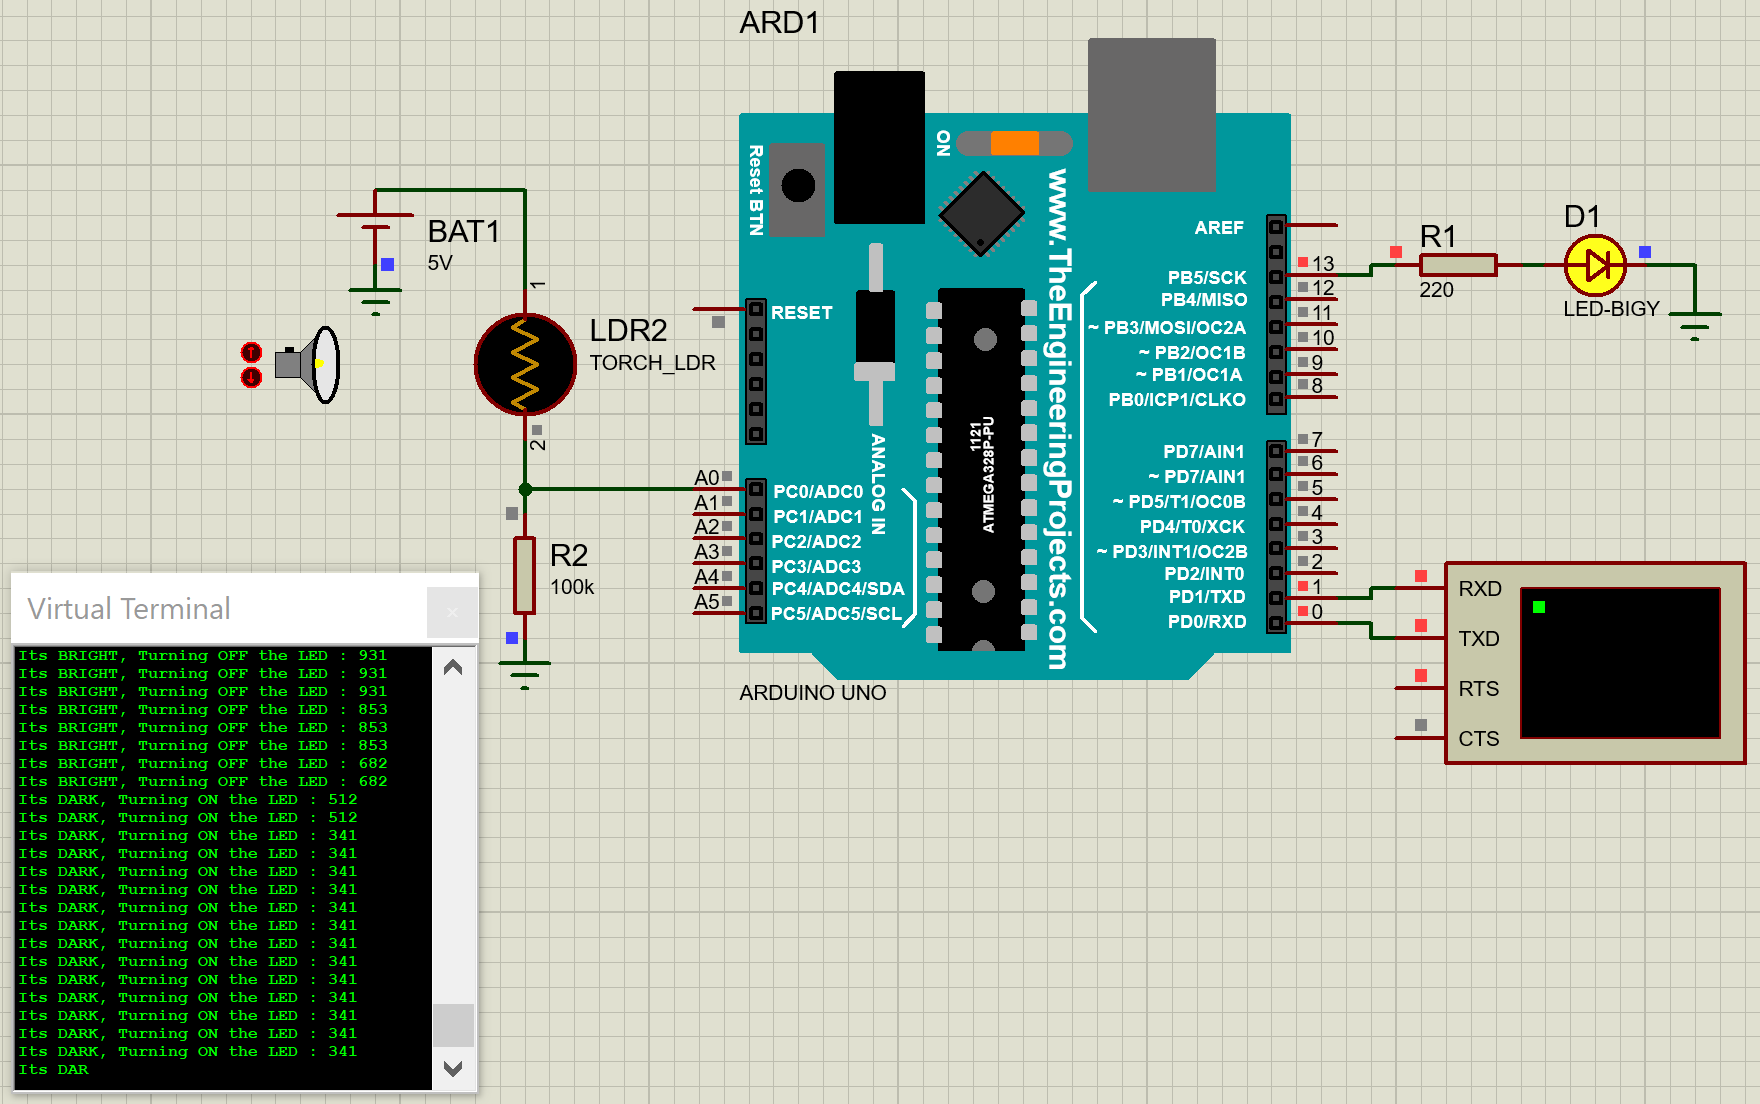 ARD1
Reset BTN
ON
www.TheEngineeringProjects.com
ANALOG IN
1121
ATMEGA328P-PU
RESET
AREF
PB5/SCK
PB4/MISO
~ PB3/MOSI/OC2A
~ PB2/OC1B
~ PB1/OC1A
PB0/ICP1/CLKO
13
12
11
10
9
8
PD7/AIN1
~ PD7/AIN1
~ PD5/T1/OC0B
PD4/T0/XCK
~ PD3/INT1/OC2B
PD2/INT0
PD1/TXD
PD0/RXD
7
6
5
4
3
2
1
0
A0
A1
A2
A3
A4
A5
PC0/ADC0
PC1/ADC1
PC2/ADC2
PC3/ADC3
PC4/ADC4/SDA
PC5/ADC5/SCL
ARDUINO UNO
BAT1
5V
1
LDR2
TORCH_LDR
2
R2
100k
R1
220
D1
LED-BIGY
RXD
TXD
RTS
CTS
Virtual Terminal
Its BRIGHT, Turning OFF the LED : 931
Its BRIGHT, Turning OFF the LED : 931
Its BRIGHT, Turning OFF the LED : 931
Its BRIGHT, Turning OFF the LED : 853
Its BRIGHT, Turning OFF the LED : 853
Its BRIGHT, Turning OFF the LED : 853
Its BRIGHT, Turning OFF the LED : 682
Its BRIGHT, Turning OFF the LED : 682
Its DARK, Turning ON the LED : 512
Its DARK, Turning ON the LED : 512
Its DARK, Turning ON the LED : 341
Its DARK, Turning ON the LED : 341
Its DARK, Turning ON the LED : 341
Its DARK, Turning ON the LED : 341
Its DARK, Turning ON the LED : 341
Its DARK, Turning ON the LED : 341
Its DARK, Turning ON the LED : 341
Its DARK, Turning ON the LED : 341
Its DARK, Turning ON the LED : 341
Its DARK, Turning ON the LED : 341
Its DARK, Turning ON the LED : 341
Its DARK, Turning ON the LED : 341
Its DARK, Turning ON the LED : 341
Its DAR